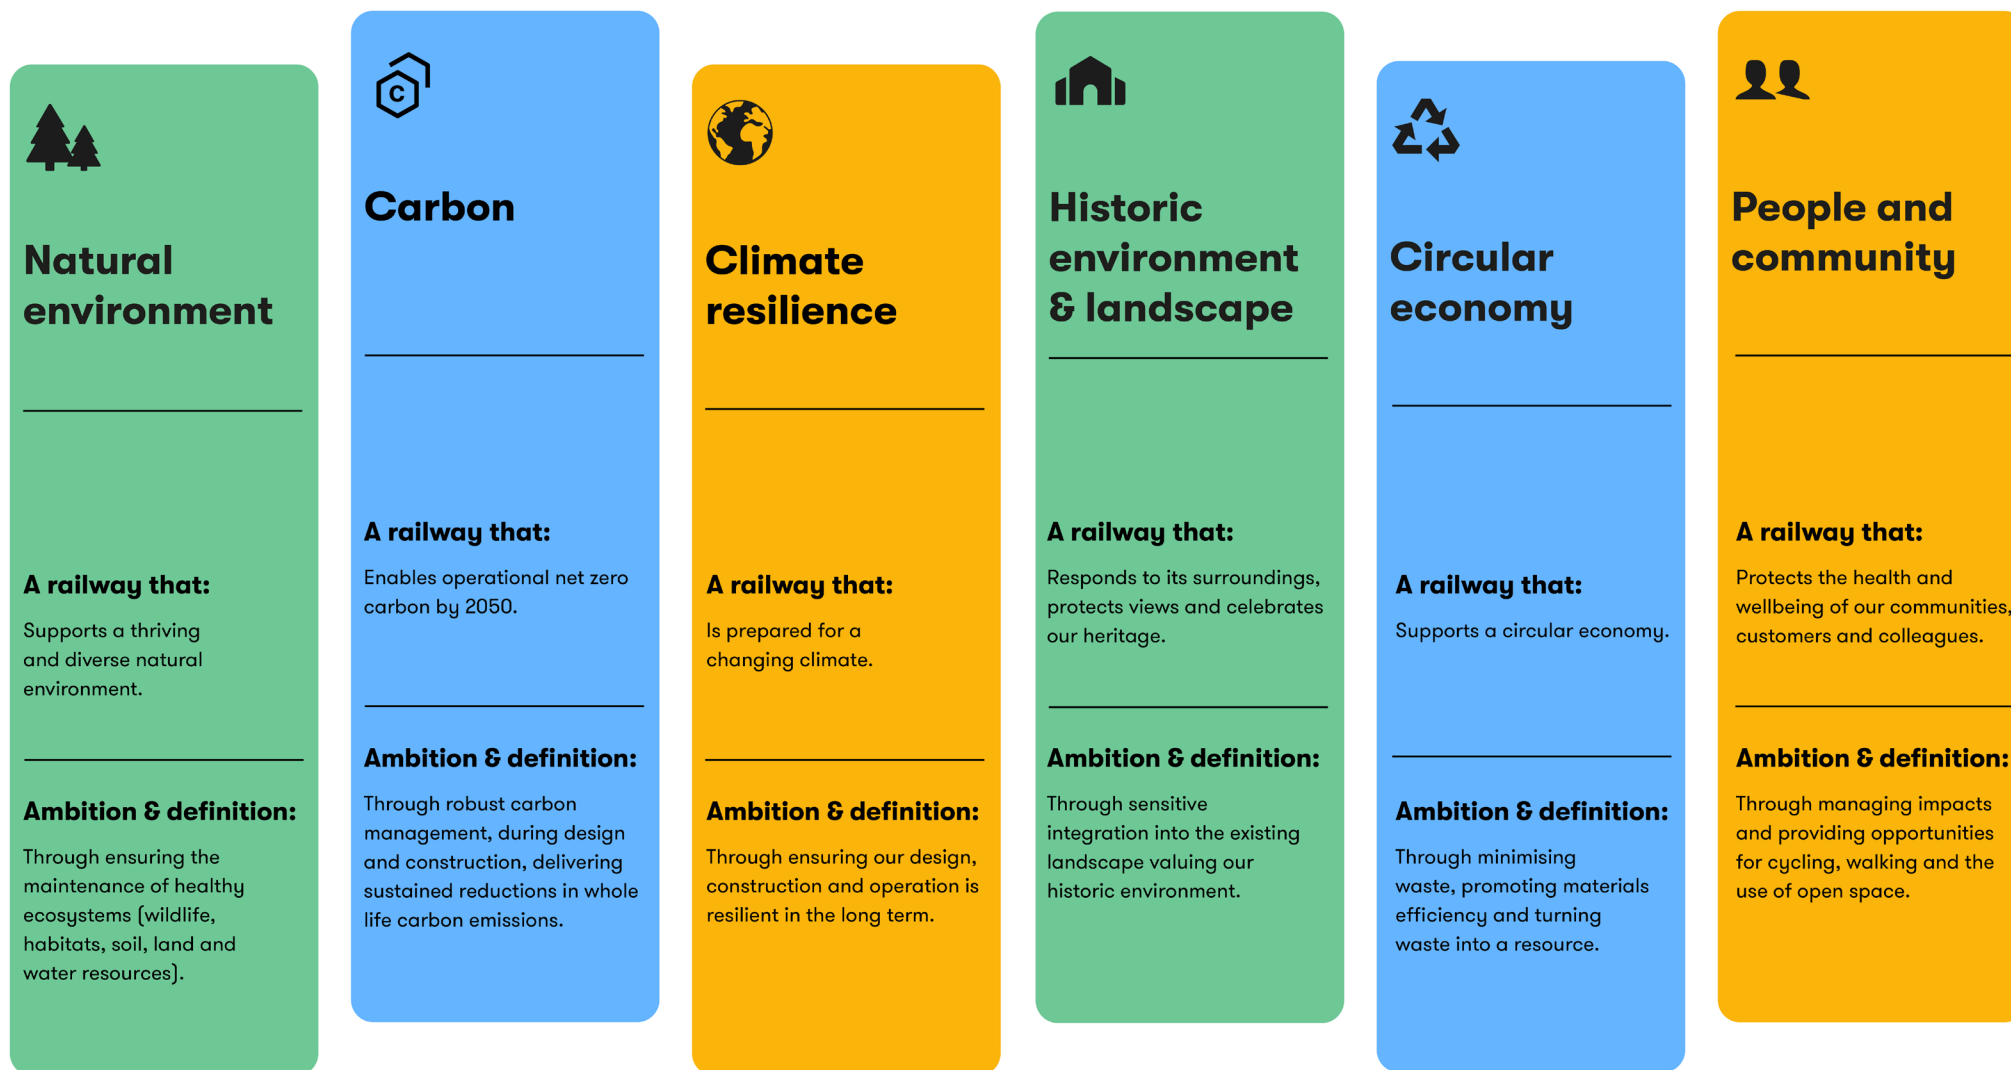 Natural
environment
A railway that:
Supports a thriving
and diverse natural
environment.
Ambition & definition:
Through ensuring the
maintenance of healthy
ecosystems (wildlife,
habitats, soil, land and
water resources).
C
Carbon
A railway that:
Enables operational net zero
carbon by 2050.
Ambition & definition:
Through robust carbon
management, during design
and construction, delivering
sustained reductions in whole
life carbon emissions.
Climate
resilience
A railway that:
Is prepared for a
changing climate.
Ambition & definition:
Through ensuring our design,
construction and operation is
resilient in the long term.
Historic
environment
& landscape
A railway that:
Responds to its surroundings,
protects views and celebrates
our heritage.
Ambition & definition:
Through sensitive
integration into the existing
landscape valuing our
historic environment.
Circular
economy
A railway that:
Supports a circular economy.
Ambition & definition:
Through minimising
waste, promoting materials
efficiency and turning
waste into a resource.
People and
community
A railway that:
Protects the health and
wellbeing of our communities,
customers and colleagues.
Ambition & definition:
Through managing impacts
and providing opportunities
for cycling, walking and the
use of open space.